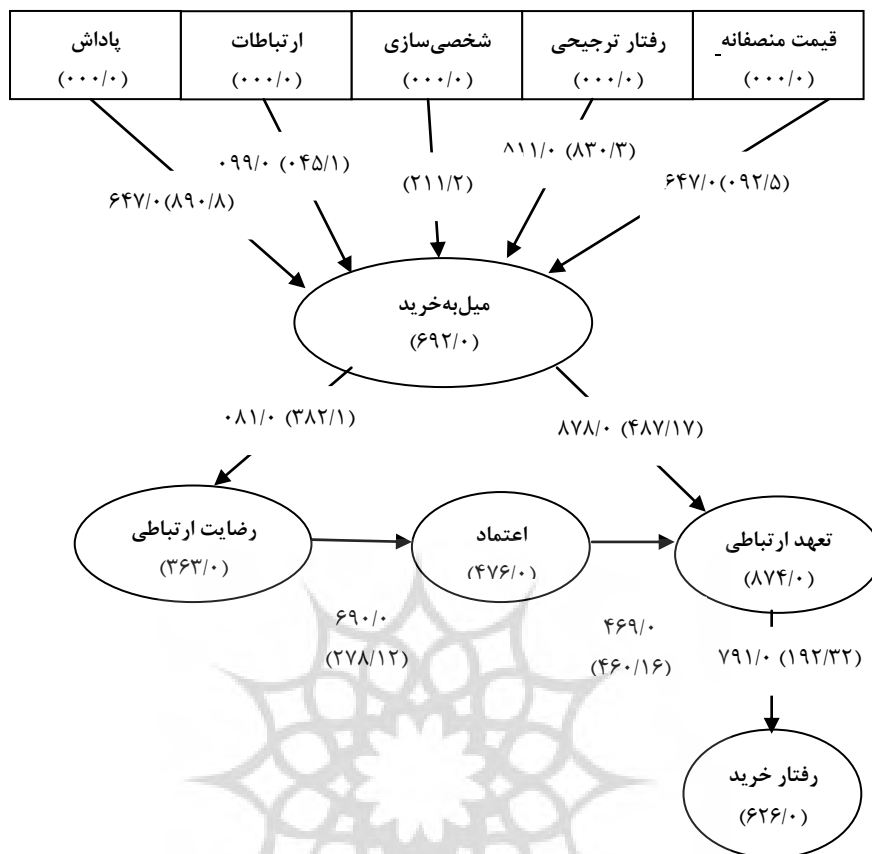 قیمت منصفانه
(۰۰۰/۰)
رفتار ترجیحی
(۰۰۰/۰)
شخصی‌سازی
(۰۰۰/۰)
ارتباطات
(۰۰۰/۰)
پاداش
(۰۰۰/۰)
۶۴۷/۰(۰۹۲/۵)
۸۱۱/۰ (۸۳۰/۳)
(۲۱۱/۲)
۰۹۹/۰ (۰۴۵/۱)
۶۴۷/۰(۸۹۰/۸)
میل‌به‌خرید
(۶۹۲/۰)
۸۷۸/۰ (۴۸۷/۱۷)
۰۸۱/۰ (۳۸۲/۱)
تعهد ارتباطی
(۸۷۴/۰)
اعتماد
(۴۷۶/۰)
رضایت ارتباطی
(۳۶۳/۰)
۷۹۱/۰ (۱۹۲/۳۲)
۴۶۹/۰
(۴۶۰/۱۶)
۶۹۰/۰
(۲۷۸/۱۲)
رفتار خرید
(۶۲۶/۰)